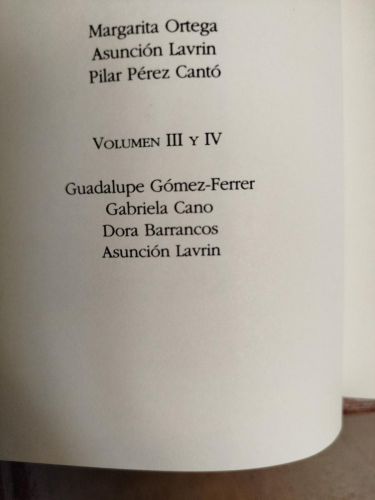 Margarita Ortega
Asunción Lavrin
Pilar Pérez Cantó
Volumen III y IV
Guadalupe Gómez-Ferrer
Gabriela Cano
Dora Barrancos
Asunción Lavrin